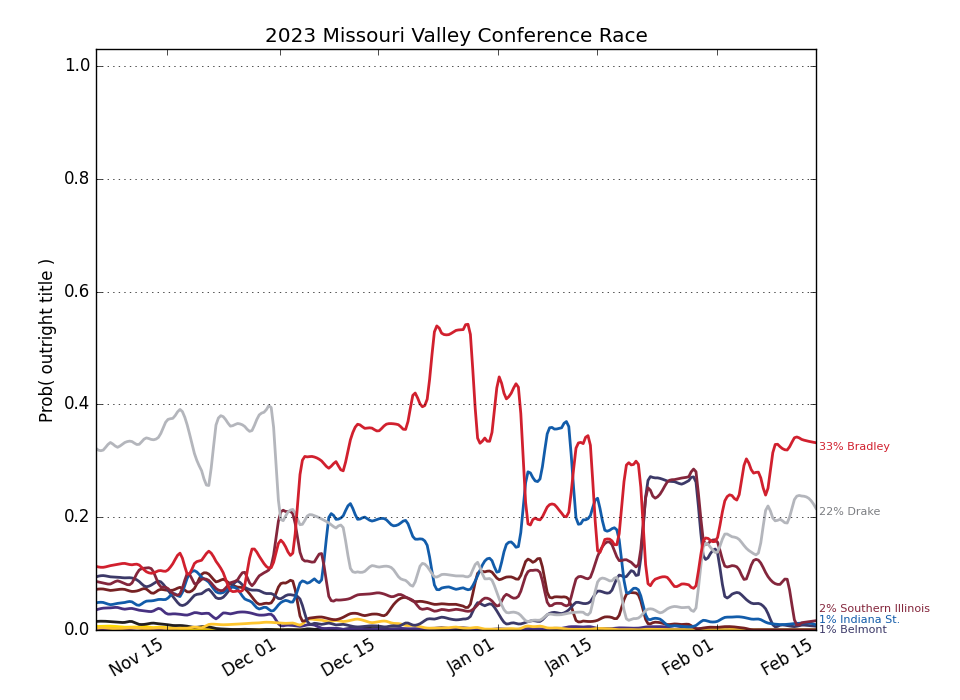 2023 Missouri Valley Conference Race
Prob( outright title )
1.0
0.8
0.6
0.4
0.2
0.0
33% Bradley
22% Drake
2% Southern Illinois
1% Indiana St.
1% Belmont
Nov 15
Dec 01
Dec 15
Jan 01
Jan 15
Feb 01
Feb 15